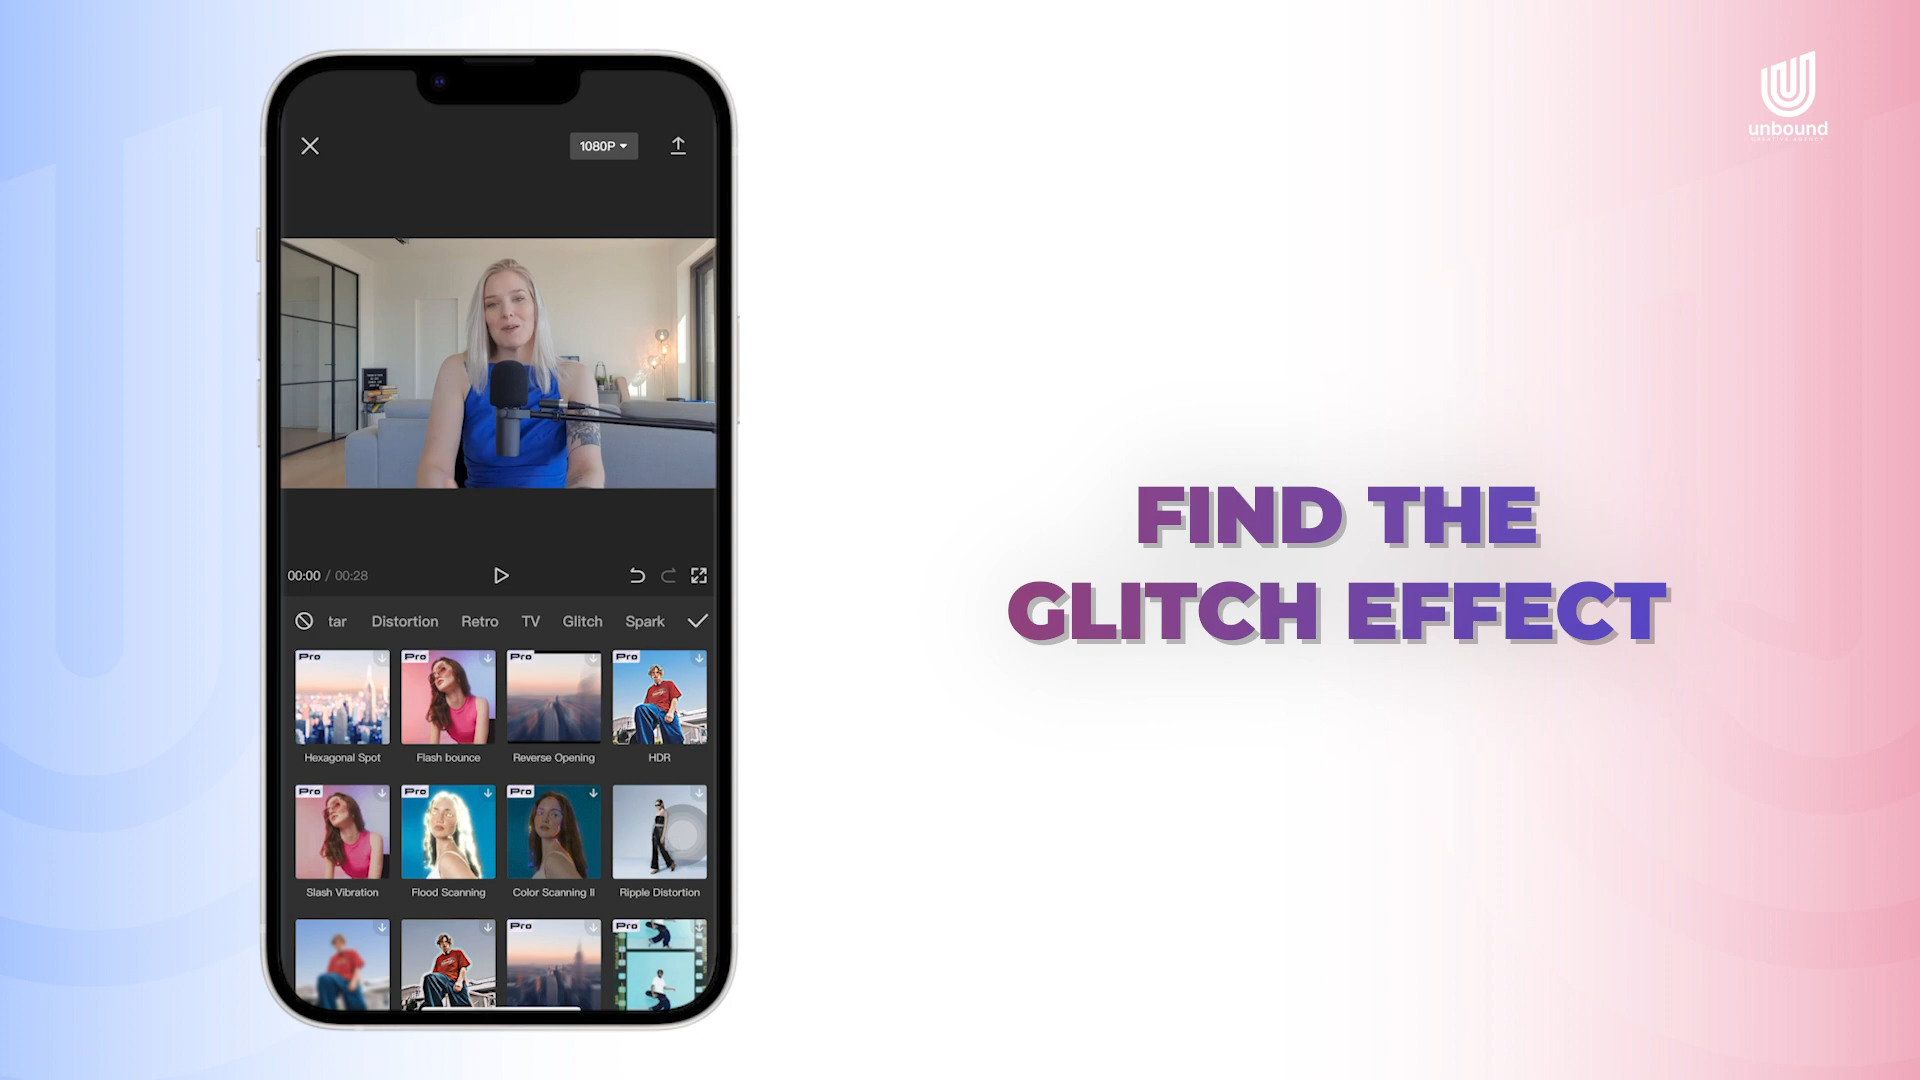 1080P
00:00 / 00:28
tar Distortion Retro TV Glitch Spark
Pro Pro Pro Pro
Hexagonal Spot Flash bounce Reverse Opening HDR
Pro Pro Pro
Slash Vibration Flood Scanning Color Scanning II Ripple Distortion
Pro Pro
FIND THE
GLITCH EFFECT
unbound
CREATIVE AGENCY